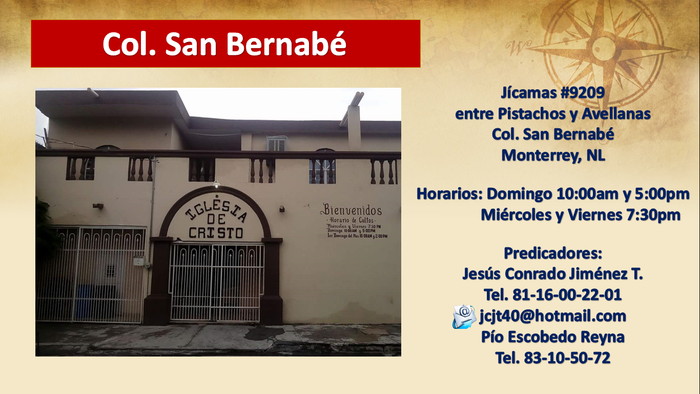 Col. San Bernabé
IGLESIA
DE
CRISTO
Bienvenidos
Horario de Cultos
Jícamas #9209
entre Pistachos y Avellanas
Col. San Bernabé
Monterrey, NL
Horarios: Domingo 10:00am y 5:00pm
Miércoles y Viernes 7:30pm
Predicadores:
Jesús Conrado Jiménez T.
Tel. 81-16-00-22-01
jcjt40@hotmail.com
Pío Escobedo Reyna
Tel. 83-10-50-72